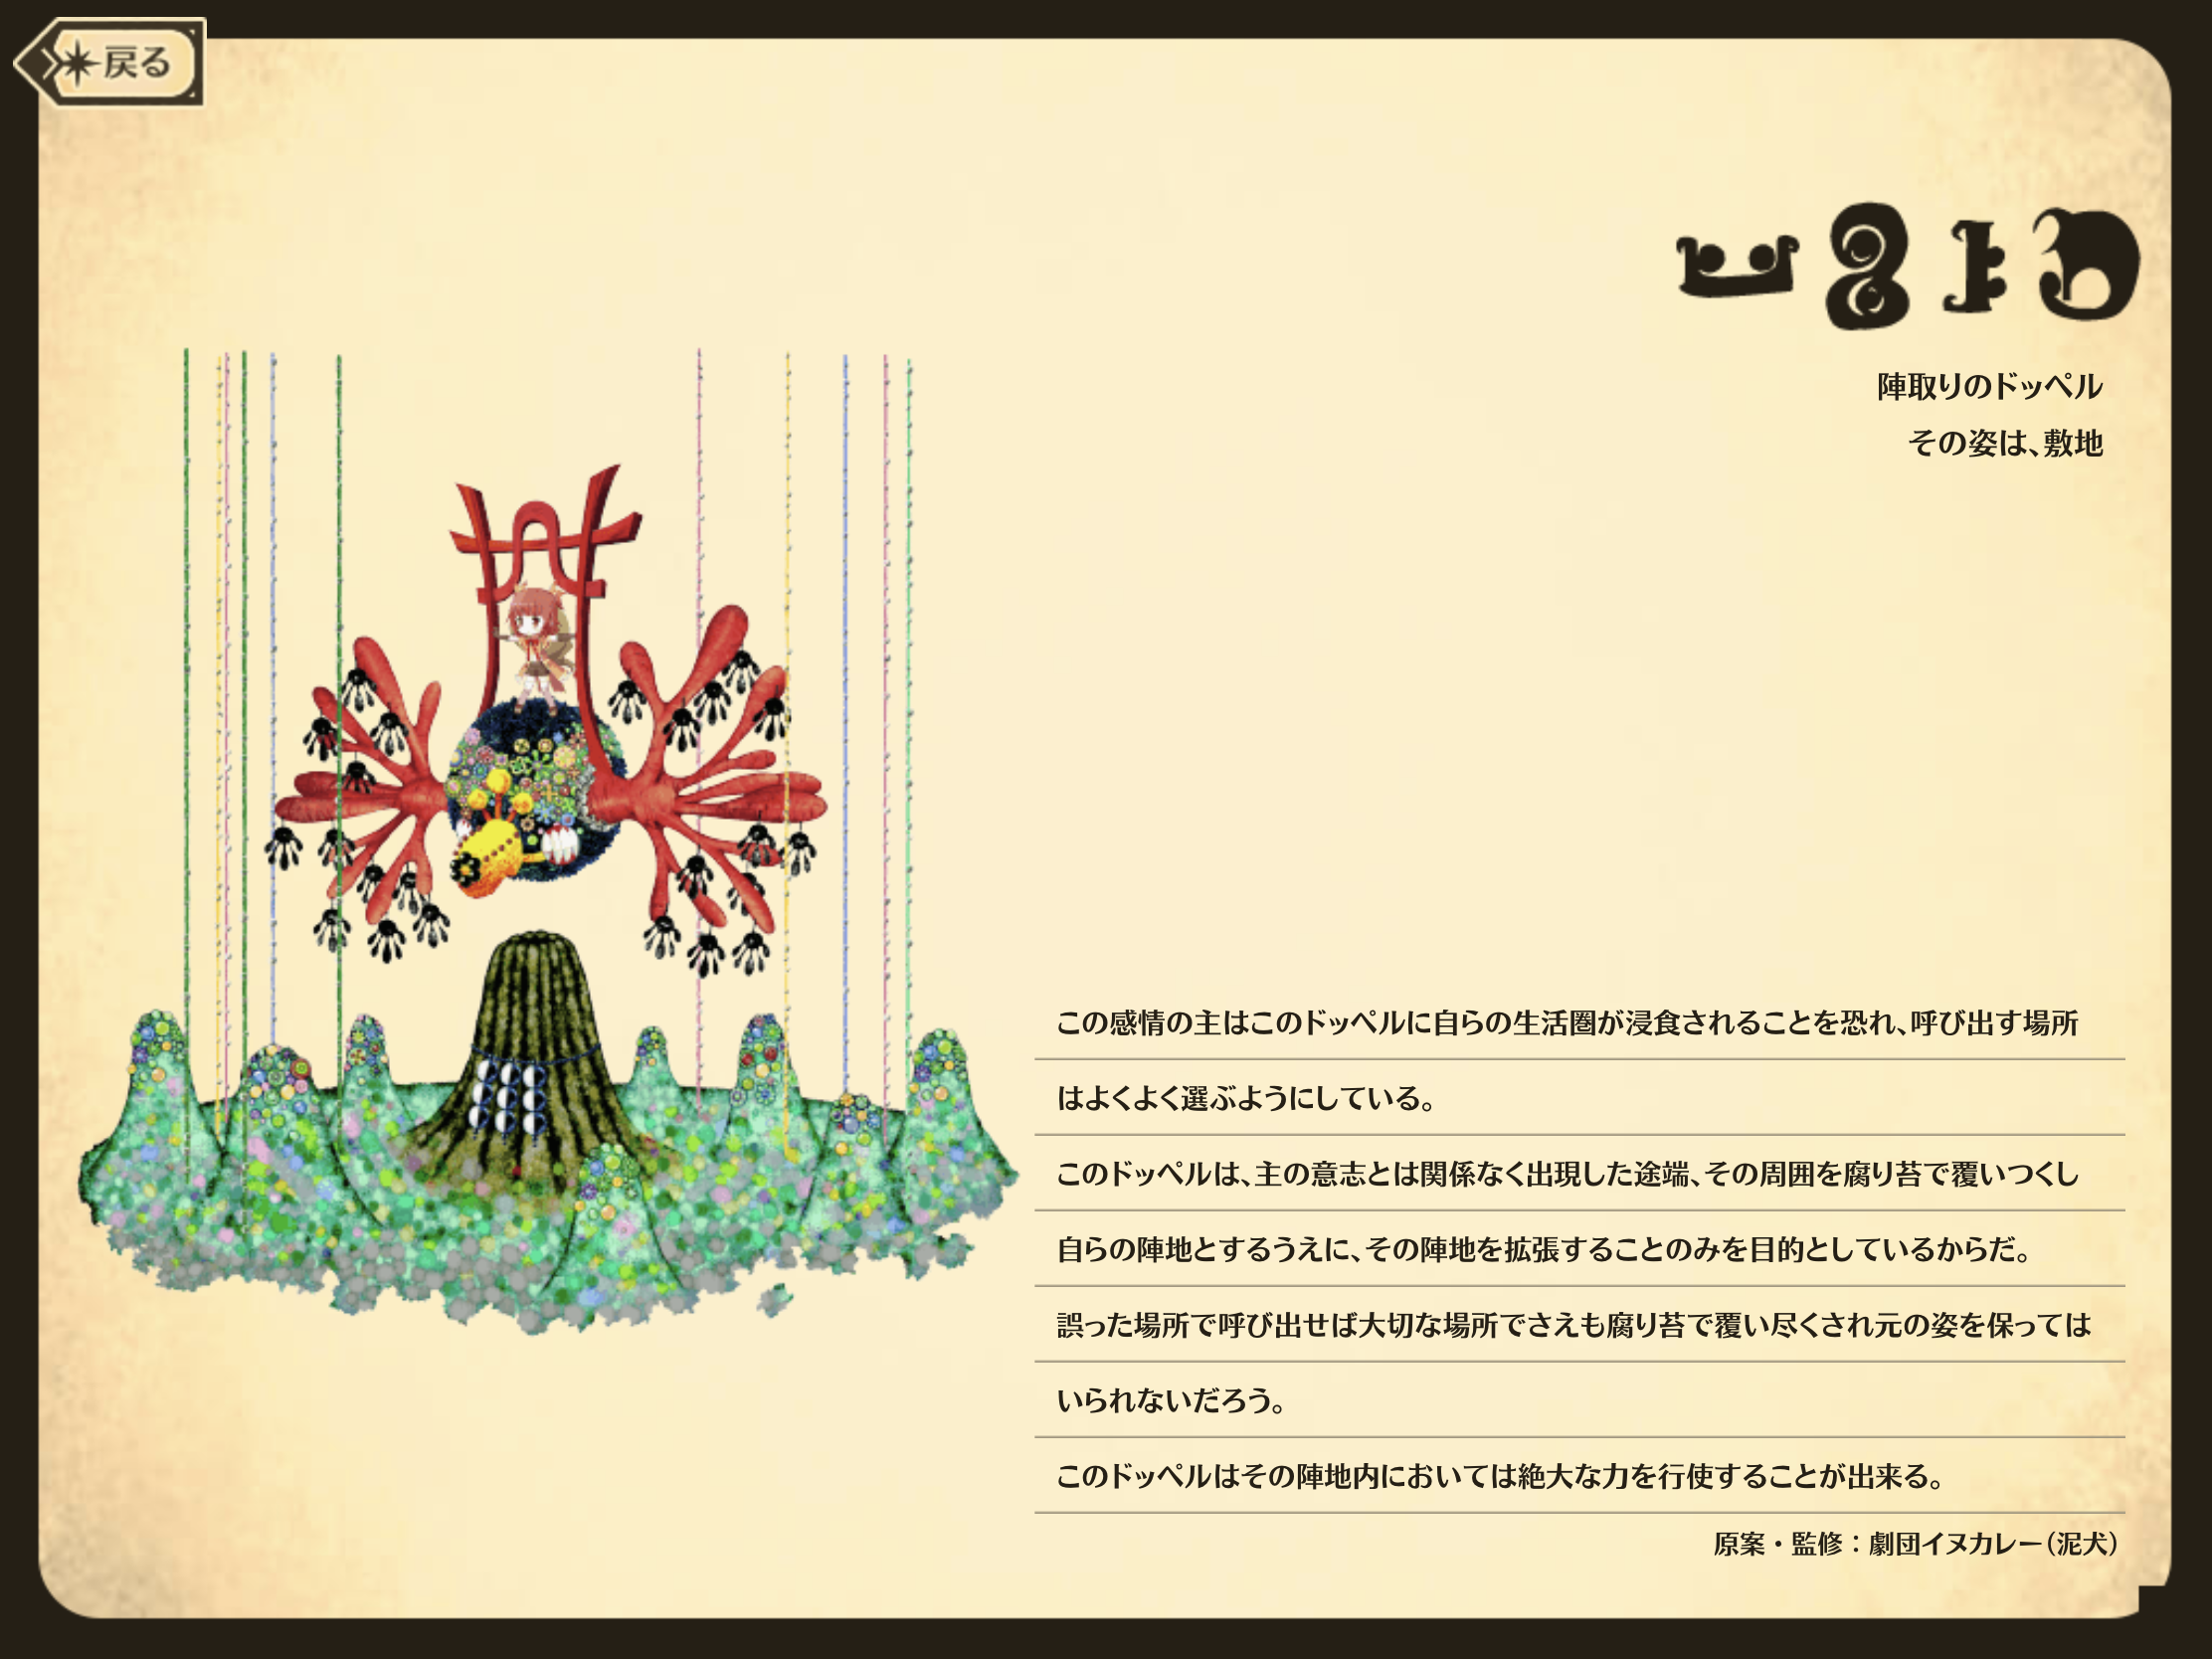 戻る
陣取りのドッペル
その姿は、敷地
この感情の主はこのドッペルに自らの生活圏が浸食されることを恐れ、呼び出す場所
はよくよく選ぶようにしている。
このドッペルは、主の意志とは関係なく出現した途端、その周囲を腐り苔で覆いつくし
自らの陣地とするうえに、その陣地を拡張することのみを目的としているからだ。
誤った場所で呼び出せば大切な場所でさえも腐り苔で覆い尽くされ元の姿を保っては
いられないだろう。
このドッペルはその陣地内においては絶大な力を行使することが出来る。
原案・監修：劇団イヌカレー（泥犬）